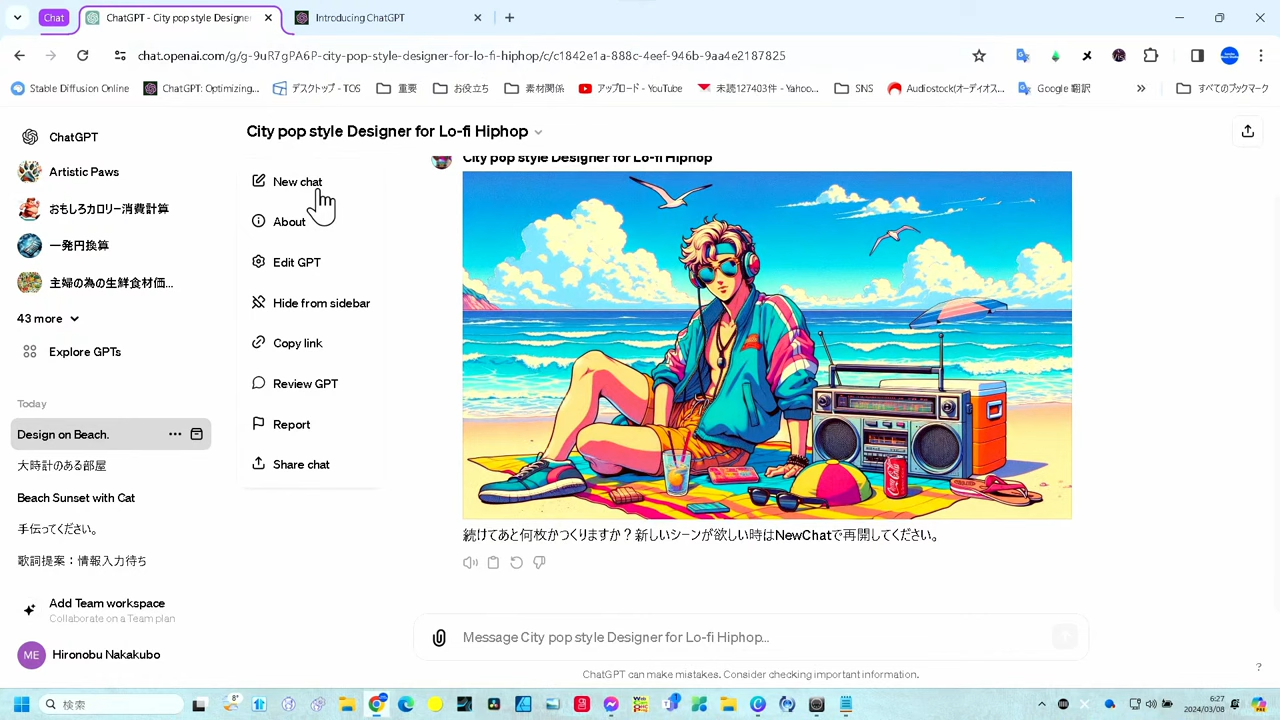 Chat
ChatGPT - City pop style Designer
Introducing ChatGPT
chat.openai.com/g/g-9uR7gPA6P-city-pop-style-designer-for-lo-fi-hiphop/c/c1842e1a-888c-4eef-946b-9aa4e2187825
Stable Diffusion Online
ChatGPT: Optimizing...
デスクトップ - TOS
重要
お役立ち
素材関係
アップロード - YouTube
未読127403件 - Yahoo...
SNS
Audiostock(オーディオス...
Google 翻訳
すべてのブックマーク
ChatGPT
Artistic Paws
おもしろカロリー消費計算
一発円換算
主婦の為の生鮮食材価...
43 more
Explore GPTs
Today
Design on Beach.
大時計のある部屋
Beach Sunset with Cat
手伝ってください。
歌詞提案：情報入力待ち
Add Team workspace
Collaborate on a Team plan
ME
Hironobu Nakakubo
City pop style Designer for Lo-fi Hiphop
New chat
About
Edit GPT
Hide from sidebar
Copy link
Review GPT
Report
Share chat
City pop style Designer for Lo-fi Hiphop
続けてあと何枚かつくりますか？新しいシーンが欲しい時はNewChatで再開してください。
Message City pop style Designer for Lo-fi Hiphop...
ChatGPT can make mistakes. Consider checking important information.
?
検索
8°
6:27
2024/03/08